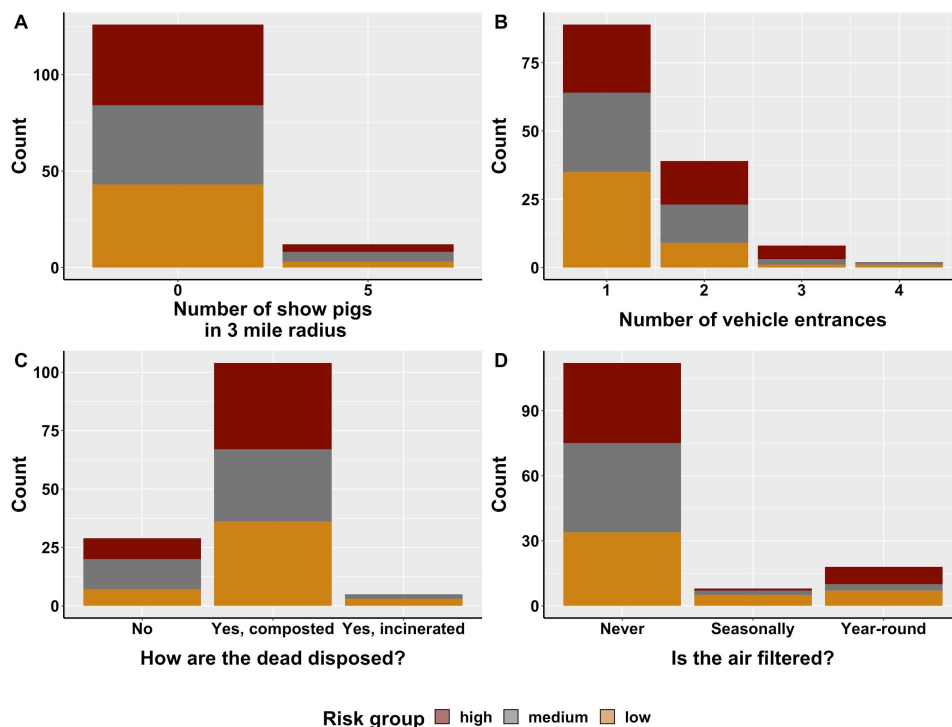 A
Count
100
50
0
0
5
Number of show pigs
in 3 mile radius
B
Count
75
50
25
0
1
2
3
4
Number of vehicle entrances
C
Count
100
75
50
25
0
No
Yes, composted
Yes, incinerated
How are the dead disposed?
D
Count
90
60
30
0
Never
Seasonally
Year-round
Is the air filtered?
Risk group high medium low